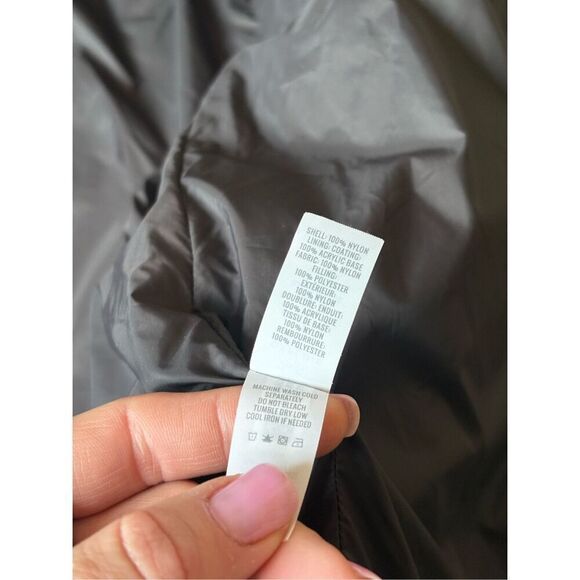 SHELL: 100% NYLON
LINING: COATING:
100% ACRYLIC BASE
FABRIC: 100% NYLON
FILLING:
100% POLYESTER
EXTÉRIEUR:
100% NYLON
DOUBLURE: ENDUIT:
100% ACRYLIQUE
TISSU DE BASE:
100% NYLON
REMBOURRURE:
100% POLYESTER
MACHINE WASH COLD
SEPARATELY
DO NOT BLEACH
TUMBLE DRY LOW
COOL IRON IF NEEDED